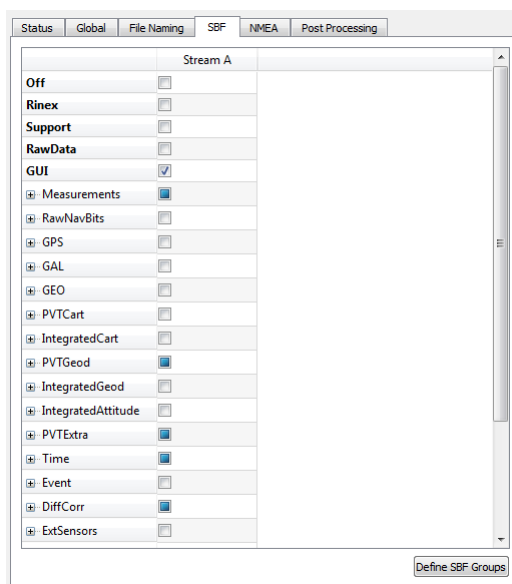 Status Global File Naming SBF NMEA Post Processing
Stream A
Off
Rinex
Support
RawData
GUI
Measurements
RawNavBits
GPS
GAL
GEO
PVTCart
IntegratedCart
PVTGeod
IntegratedGeod
IntegratedAttitude
PVTExtra
Time
Event
DiffCorr
ExtSensors
Define SBF Groups